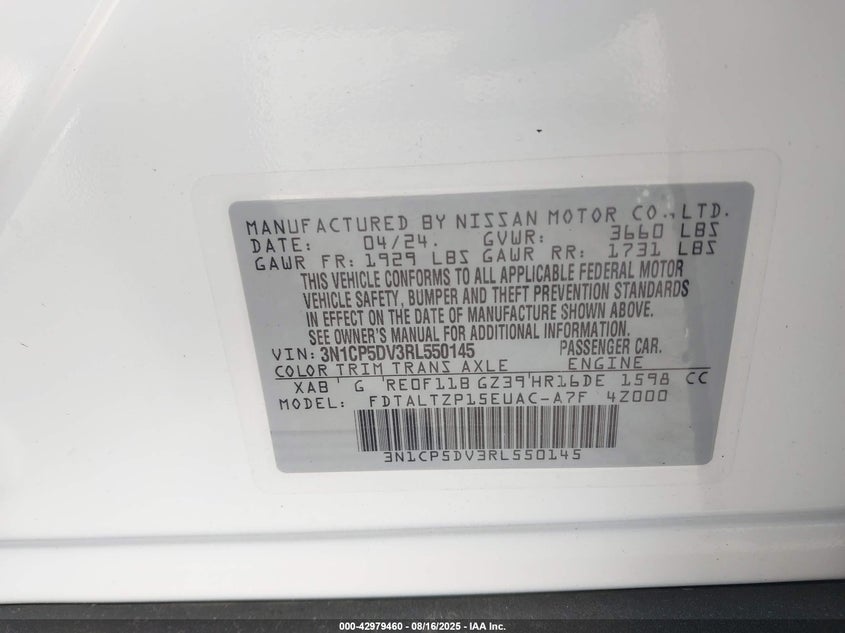 MANUFACTURED BY NISSAN MOTOR CO., LTD.
DATE: 04/24. GVWR: 3660 LBS
GAWR FR: 1929 LBS GAWR RR: 1731 LBS
THIS VEHICLE CONFORMS TO ALL APPLICABLE FEDERAL MOTOR
VEHICLE SAFETY, BUMPER AND THEFT PREVENTION STANDARDS
IN EFFECT ON THE DATE OF MANUFACTURE SHOWN ABOVE.
SEE OWNER'S MANUAL FOR ADDITIONAL INFORMATION.
VIN: 3N1CP5DV3RL550145 PASSENGER CAR.
COLOR TRIM TRANS AXLE ENGINE
XAB G RE0F11B GZ39 HR16DE 1598 CC
MODEL: FDTALTZP15EUAC-A7F 4Z000
3N1CP5DV3RL550145
000-42979460 - 08/16/2025 - IAA Inc.